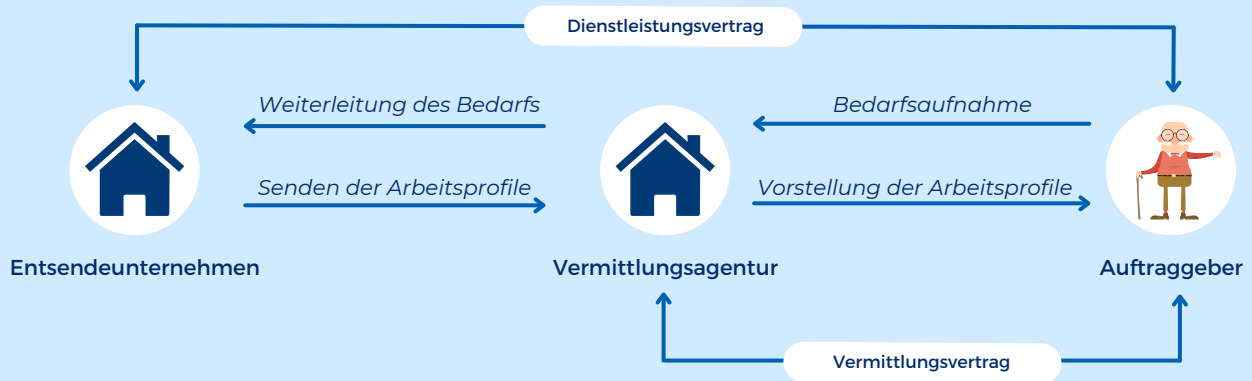 Dienstleistungsvertrag
Weiterleitung des Bedarfs
Bedarfsaufnahme
Senden der Arbeitsprofile
Vorstellung der Arbeitsprofile
Entsendeunternehmen
Vermittlungsagentur
Auftraggeber
Vermittlungsvertrag